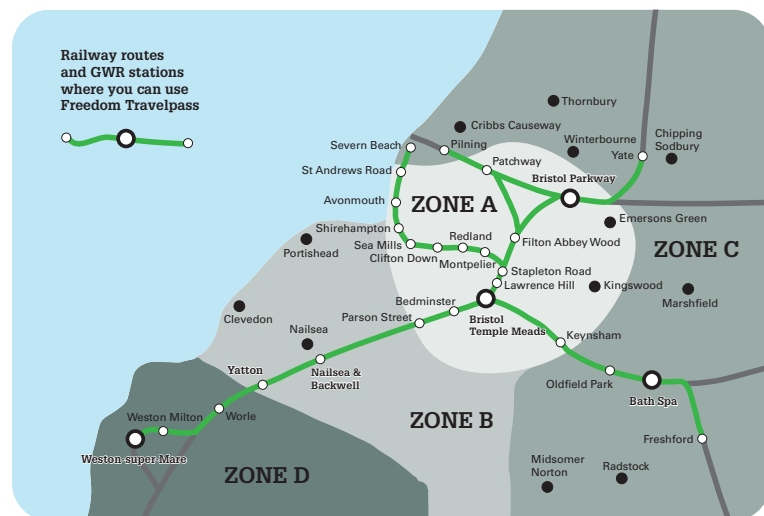 Railway routes
and GWR stations
where you can use
Freedom Travelpass
Thornbury
Cribbs Causeway
Severn Beach
Pilning
Winterbourne
Chipping
Sodbury
Yate
Patchway
St Andrews Road
Bristol Parkway
Avonmouth
ZONE A
Shirehampton
Emersons Green
Redland
Sea Mills
Filton Abbey Wood
ZONE C
Portishead
Clifton Down
Montpelier
Stapleton Road
Lawrence Hill
Kingswood
Marshfield
Bedminster
Clevedon
Parson Street
Bristol
Temple Meads
Nailsea
Keynsham
Yatton
Nailsea &
Backwell
Oldfield Park
Bath Spa
Weston Milton
Worle
ZONE B
Freshford
Weston-super-Mare
ZONE D
Midsomer
Norton
Radstock